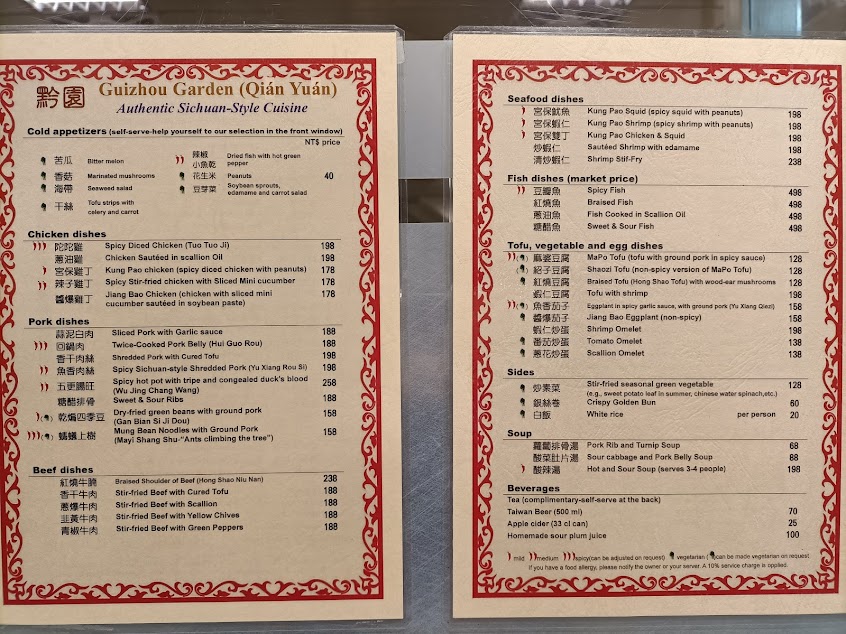 黔園 Guizhou Garden (Qián Yuán)
Authentic Sichuan-Style Cuisine
Cold appetizers (self-serve-help yourself to our selection in the front window)
NT$ price
苦瓜 Bitter melon
辣椒小魚乾 Dried fish with hot green pepper
香菇 Marinated mushrooms
花生米 Peanuts 40
海帶 Seaweed salad
豆芽菜 Soybean sprouts, edamame and carrot salad
干絲 Tofu strips with celery and carrot
Chicken dishes
陀陀雞 Spicy Diced Chicken (Tuo Tuo Ji) 198
蔥油雞 Chicken Sautéed in scallion Oil 198
宮保雞丁 Kung Pao chicken (spicy diced chicken with peanuts) 178
辣子雞丁 Spicy Stir-fried chicken with Sliced Mini cucumber 178
醬爆雞丁 Jiang Bao Chicken (chicken with sliced mini cucumber sautéed in soybean paste) 178
Pork dishes
蒜泥白肉 Sliced Pork with Garlic sauce 188
回鍋肉 Twice-Cooked Pork Belly (Hui Guo Rou) 188
香干肉絲 Shredded Pork with Cured Tofu 198
魚香肉絲 Spicy Sichuan-style Shredded Pork (Yu Xiang Rou Si) 198
五更腸旺 Spicy hot pot with tripe and congealed duck's blood (Wu Jing Chang Wang) 258
糖醋排骨 Sweet & Sour Ribs 188
乾煸四季豆 Dry-fried green beans with ground pork (Gan Bian Si Ji Dou) 158
螞蟻上樹 Mung Bean Noodles with Ground Pork (Mayi Shang Shu-"Ants climbing the tree") 158
Beef dishes
紅燒牛腩 Braised Shoulder of Beef (Hong Shao Niu Nan) 238
香干牛肉 Stir-fried Beef with Cured Tofu 188
蔥爆牛肉 Stir-fried Beef with Scallion 188
韭黃牛肉 Stir-fried Beef with Yellow Chives 188
青椒牛肉 Stir-fried Beef with Green Peppers 188
Seafood dishes
宮保魷魚 Kung Pao Squid (spicy squid with peanuts) 198
宮保蝦仁 Kung Pao Shrimp (spicy shrimp with peanuts) 198
宮保雙丁 Kung Pao Chicken & Squid 198
炒蝦仁 Sautéed Shrimp with edamame 198
清炒蝦仁 Shrimp Stif-Fry 238
Fish dishes (market price)
豆瓣魚 Spicy Fish 498
紅燒魚 Braised Fish 498
蔥油魚 Fish Cooked in Scallion Oil 498
糖醋魚 Sweet & Sour Fish 498
Tofu, vegetable and egg dishes
麻婆豆腐 MaPo Tofu (tofu with ground pork in spicy sauce) 128
紹子豆腐 Shaozi Tofu (non-spicy version of MaPo Tofu) 128
紅燒豆腐 Braised Tofu (Hong Shao Tofu) with wood-ear mushrooms 128
蝦仁豆腐 Tofu with shrimp 198
魚香茄子 Eggplant in spicy garlic sauce, with ground pork (Yu Xiang Qiezi) 158
醬爆茄子 Jiang Bao Eggplant (non-spicy) 158
蝦仁炒蛋 Shrimp Omelet 198
番茄炒蛋 Tomato Omelet 138
蔥花炒蛋 Scallion Omelet 138
Sides
炒素菜 Stir-fried seasonal green vegetable 128
(e.g., sweet potato leaf in summer, chinese water spinach,etc.)
銀絲卷 Crispy Golden Bun 60
白飯 White rice per person 20
Soup
蘿蔔排骨湯 Pork Rib and Turnip Soup 68
酸菜肚片湯 Sour cabbage and Pork Belly Soup 88
酸辣湯 Hot and Sour Soup (serves 3-4 people) 198
Beverages
Tea (complimentary-self-serve at the back)
Taiwan Beer (500 ml) 70
Apple cider (33 cl can) 25
Homemade sour plum juice 100
mild medium spicy(can be adjusted on request) vegetarian ( )can be made vegetarian on request
If you have a food allergy, please notify the owner or your server. A 10% service charge is applied.